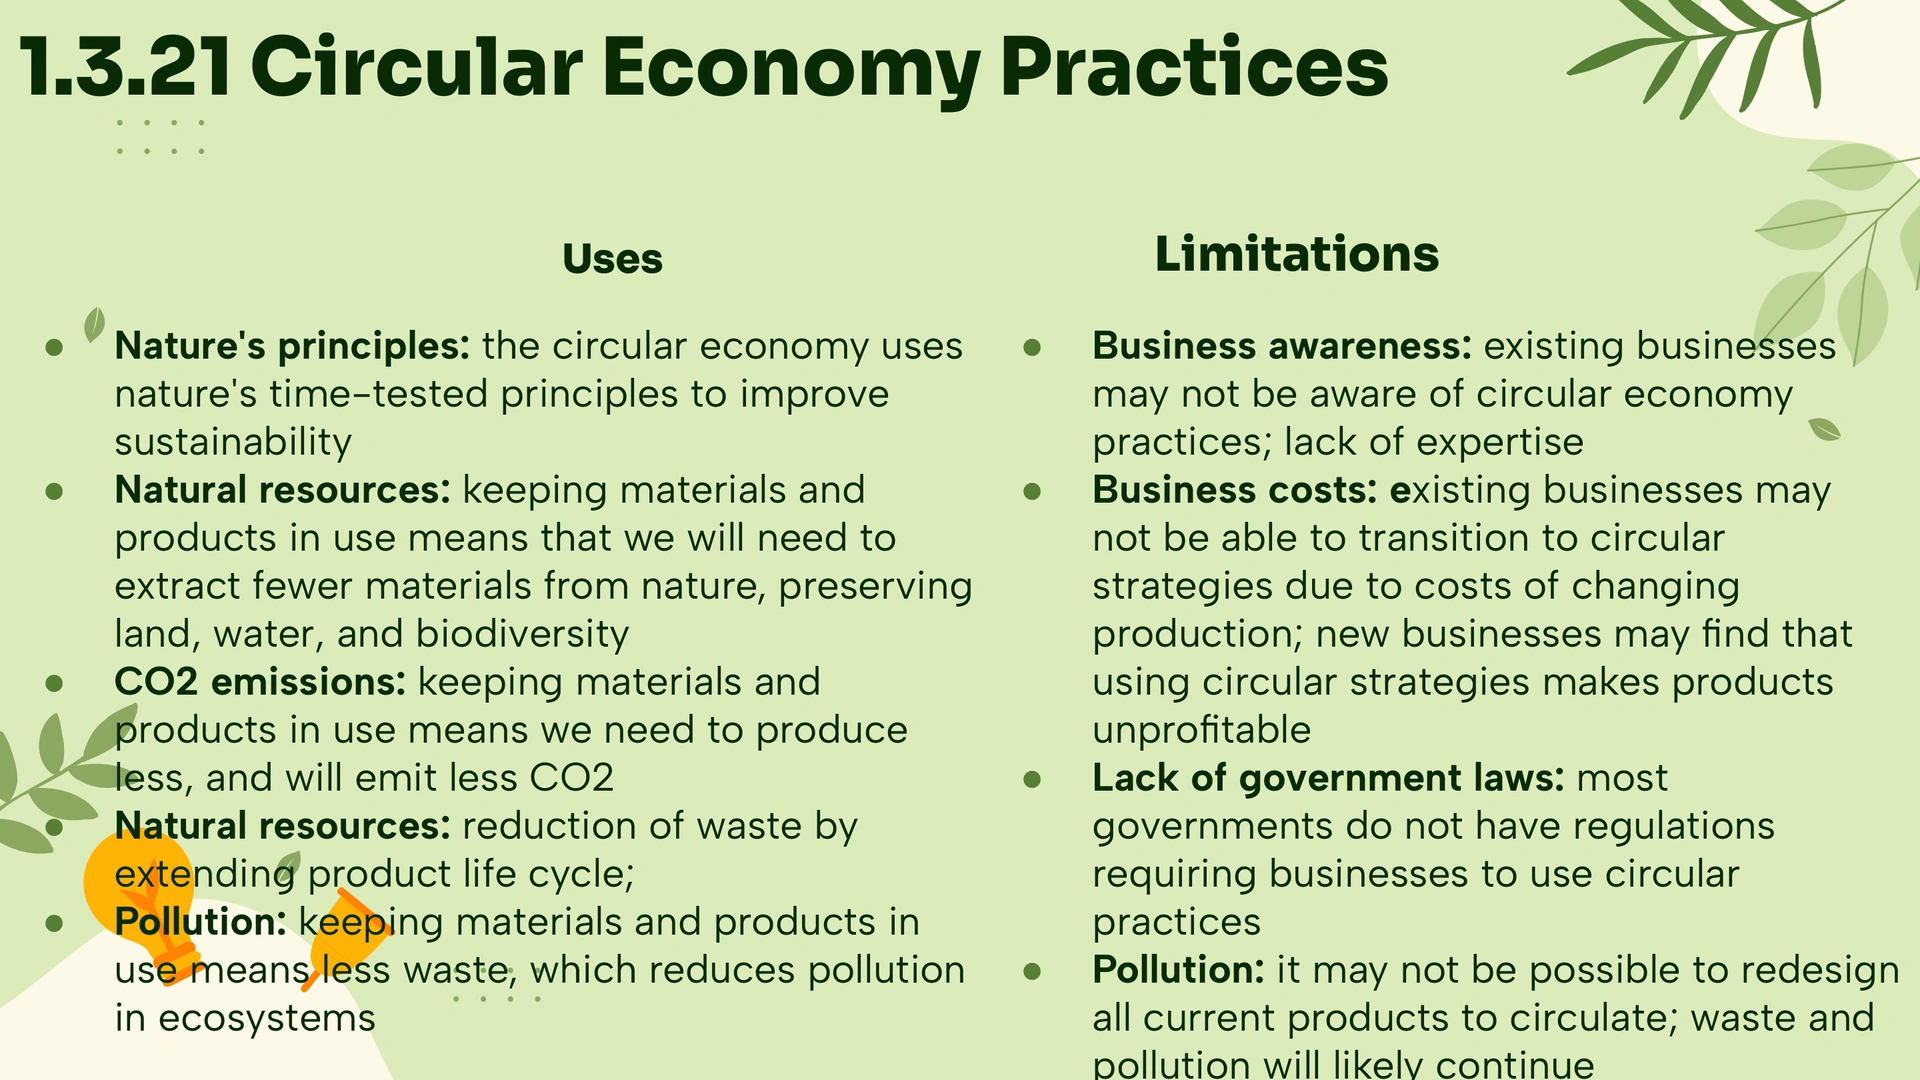 1.3.21 Circular Economy Practices
Uses
● Nature's principles: the circular economy uses
nature's time-tested principles to improve
sustainability
● Natural resources: keeping materials and
products in use means that we will need to
extract fewer materials from nature, preserving
land, water, and biodiversity
● CO2 emissions: keeping materials and
products in use means we need to produce
less, and will emit less CO2
● Natural resources: reduction of waste by
extending product life cycle;
● Pollution: keeping materials and products in
use means less waste, which reduces pollution
in ecosystems
Limitations
● Business awareness: existing businesses
may not be aware of circular economy
practices; lack of expertise
● Business costs: existing businesses may
not be able to transition to circular
strategies due to costs of changing
production; new businesses may find that
using circular strategies makes products
unprofitable
● Lack of government laws: most
governments do not have regulations
requiring businesses to use circular
practices
● Pollution: it may not be possible to redesign
all current products to circulate; waste and
pollution will likely continue